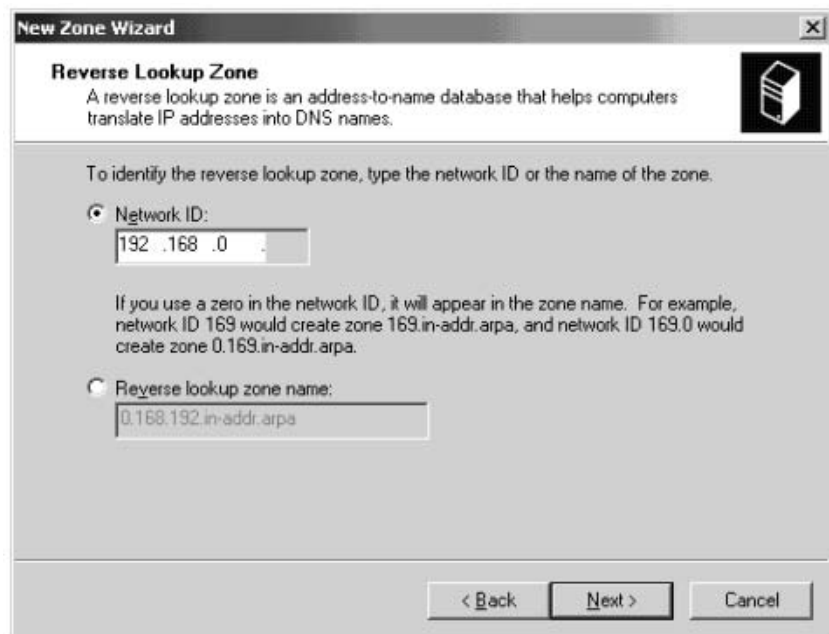 New Zone Wizard
Reverse Lookup Zone
A reverse lookup zone is an address-to-name database that helps computers
translate IP addresses into DNS names.
To identify the reverse lookup zone, type the network ID or the name of the zone.
Network ID:
192 .168 .0 .
If you use a zero in the network ID, it will appear in the zone name. For example,
network ID 169 would create zone 169.in-addr.arpa, and network ID 169.0 would
create zone 0.169.in-addr.arpa.
Reverse lookup zone name:
0.168.192.in-addr.arpa
< Back
Next >
Cancel